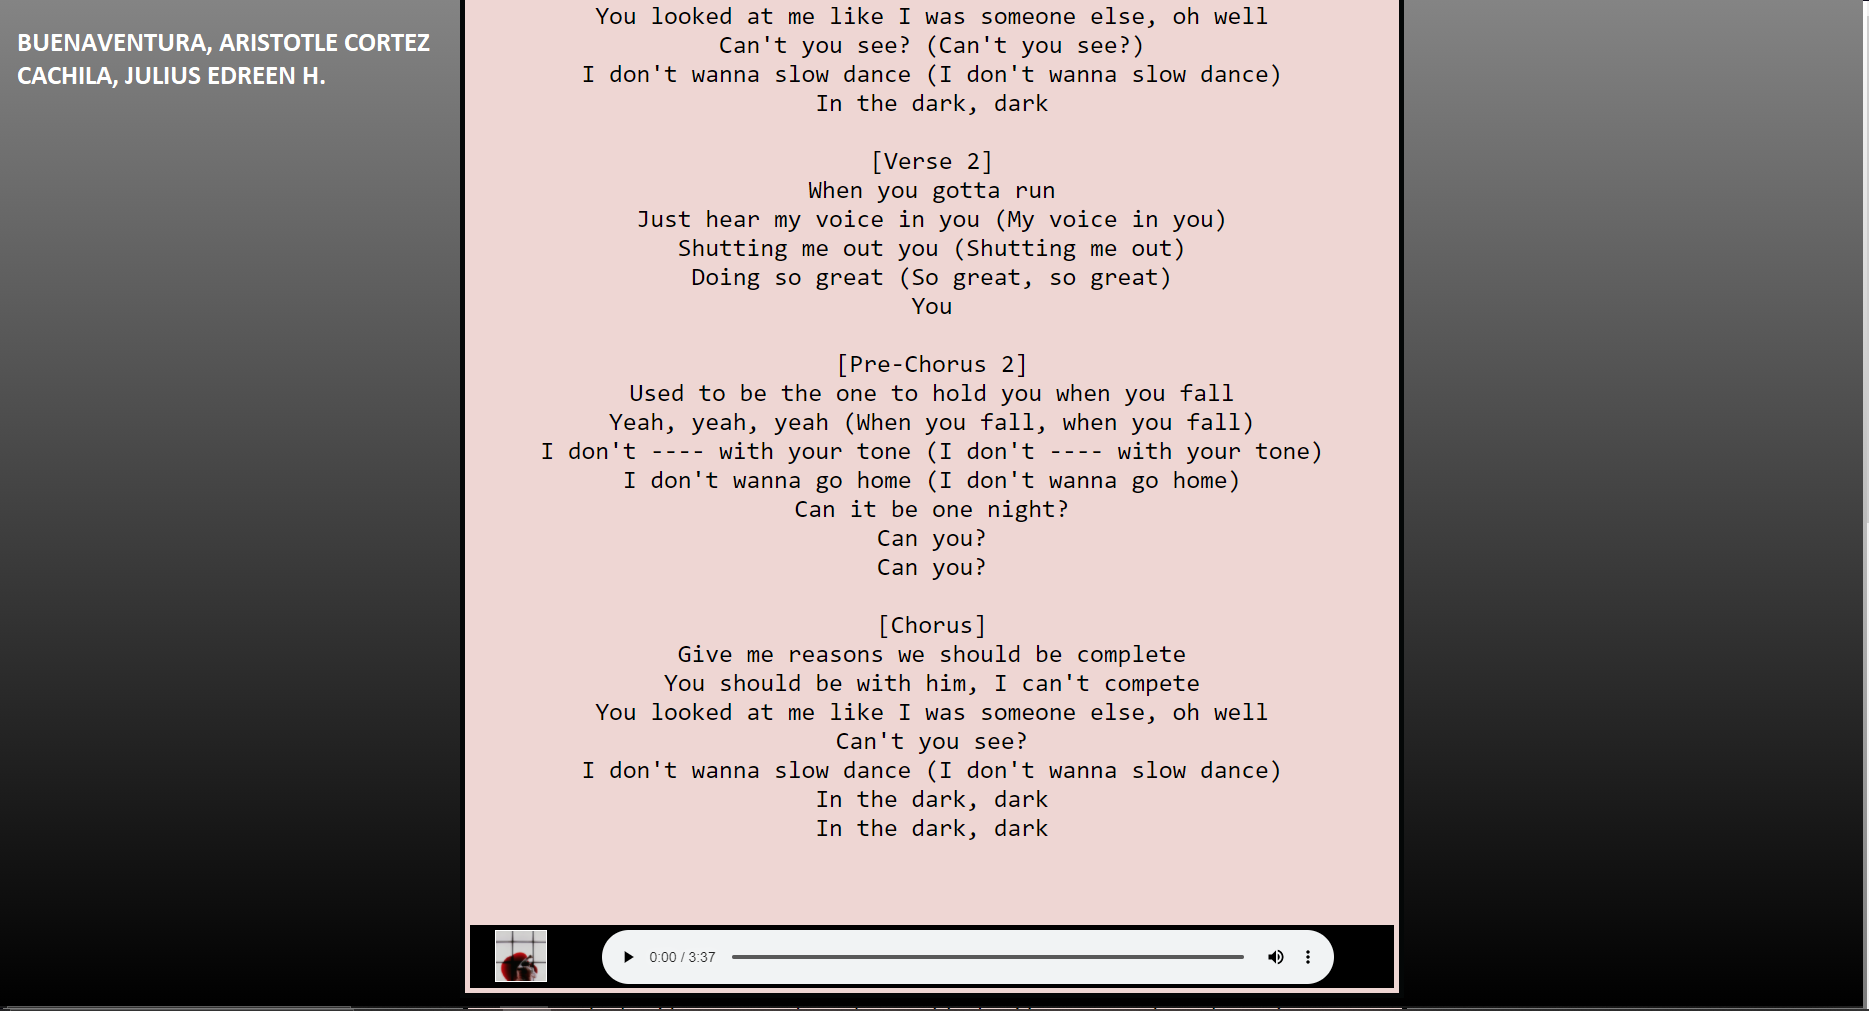 BUENAVENTURA, ARISTOTLE CORTEZ
CACHILA, JULIUS EDREEN H.
You looked at me like I was someone else, oh well
Can't you see? (Can't you see?)
I don't wanna slow dance (I don't wanna slow dance)
In the dark, dark
[Verse 2]
When you gotta run
Just hear my voice in you (My voice in you)
Shutting me out you (Shutting me out)
Doing so great (So great, so great)
You
[Pre-Chorus 2]
Used to be the one to hold you when you fall
Yeah, yeah, yeah (When you fall, when you fall)
I don't ---- with your tone (I don't ---- with your tone)
I don't wanna go home (I don't wanna go home)
Can it be one night?
Can you?
Can you?
[Chorus]
Give me reasons we should be complete
You should be with him, I can't compete
You looked at me like I was someone else, oh well
Can't you see?
I don't wanna slow dance (I don't wanna slow dance)
In the dark, dark
In the dark, dark
0:00 / 3:37